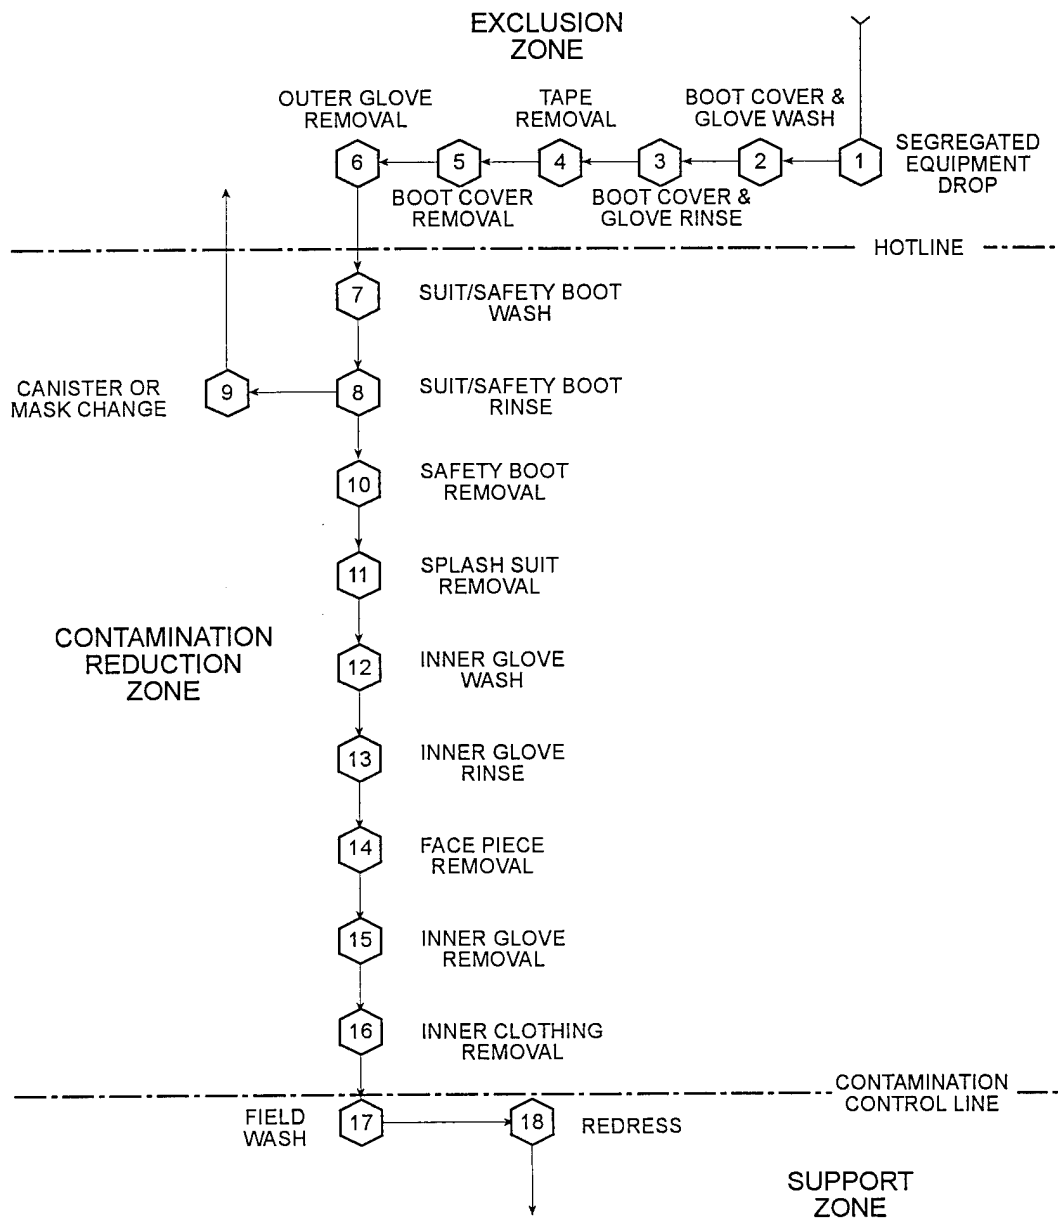 EXCLUSION
ZONE
OUTER GLOVE
REMOVAL
TAPE
REMOVAL
BOOT COVER &
GLOVE WASH
SEGREGATED
EQUIPMENT
DROP
6
5
4
3
2
1
BOOT COVER
REMOVAL
BOOT COVER &
GLOVE RINSE
HOTLINE
7
SUIT/SAFETY BOOT
WASH
CANISTER OR
MASK CHANGE
9
8
SUIT/SAFETY BOOT
RINSE
10
SAFETY BOOT
REMOVAL
11
SPLASH SUIT
REMOVAL
CONTAMINATION
REDUCTION
ZONE
12
INNER GLOVE
WASH
13
INNER GLOVE
RINSE
14
FACE PIECE
REMOVAL
15
INNER GLOVE
REMOVAL
16
INNER CLOTHING
REMOVAL
CONTAMINATION
CONTROL LINE
FIELD
WASH
17
18
REDRESS
SUPPORT
ZONE